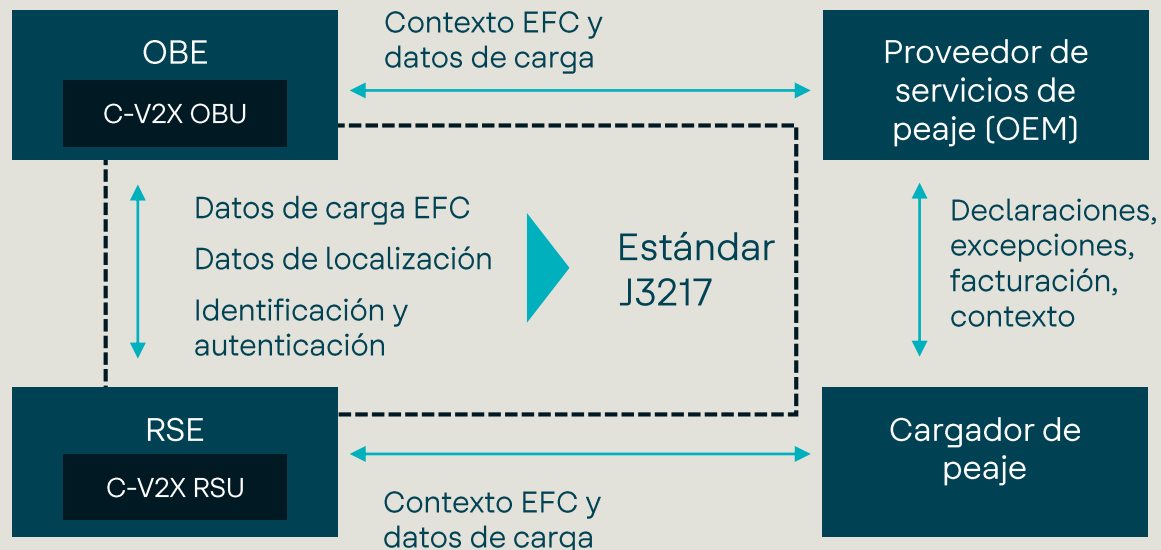 OBE
C-V2X OBU
Contexto EFC y
datos de carga
Proveedor de
servicios de
peaje (OEM)
Datos de carga EFC
Datos de localización
Identificación y
autenticación
Estándar
J3217
Declaraciones,
excepciones,
facturación,
contexto
RSE
C-V2X RSU
Contexto EFC y
datos de carga
Cargador de
peaje